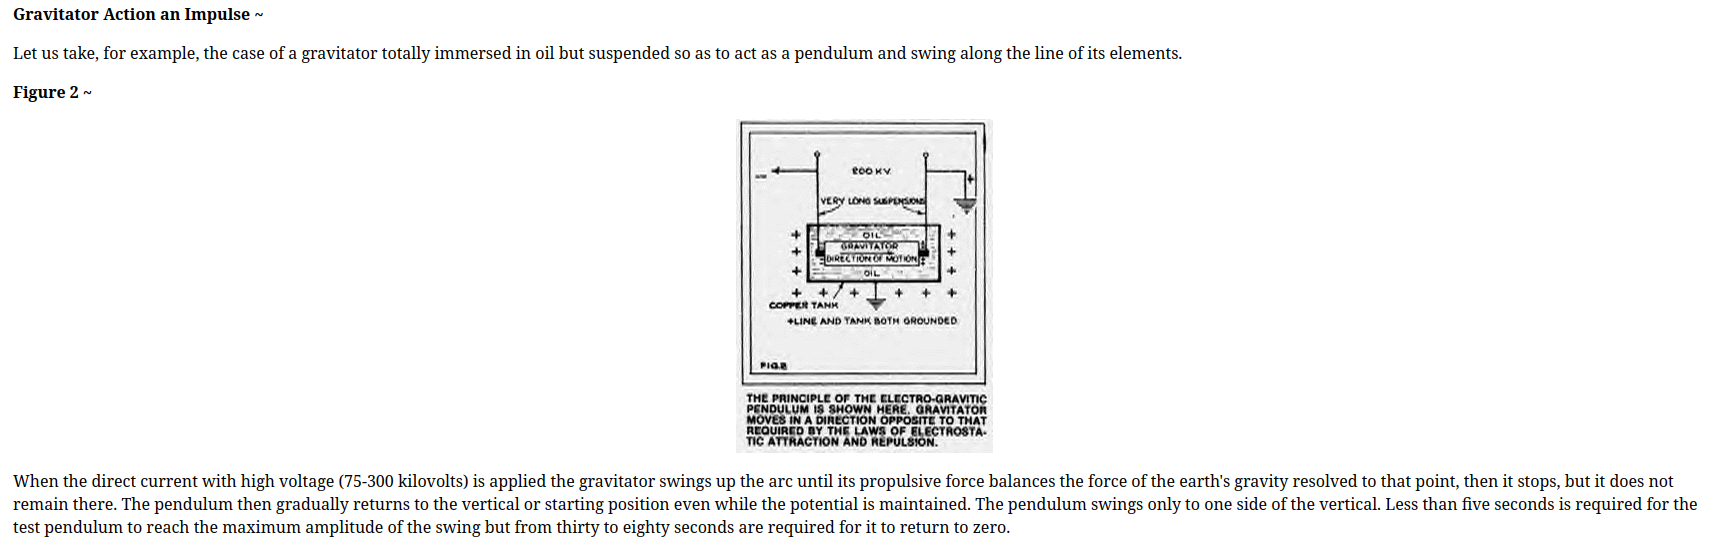 Gravitator Action an Impulse ~
Let us take, for example, the case of a gravitator totally immersed in oil but suspended so as to act as a pendulum and swing along the line of its elements.
Figure 2 ~
200 KV.
− +
VERY LONG SUSPENSIONS
+ OIL +
+ GRAVITATOR +
DIRECTION OF MOTION
+ OIL +
+ + + + + +
COPPER TANK
+LINE AND TANK BOTH GROUNDED
FIG.2
THE PRINCIPLE OF THE ELECTRO-GRAVITIC
PENDULUM IS SHOWN HERE. GRAVITATOR
MOVES IN A DIRECTION OPPOSITE TO THAT
REQUIRED BY THE LAWS OF ELECTROSTA-
TIC ATTRACTION AND REPULSION.
When the direct current with high voltage (75-300 kilovolts) is applied the gravitator swings up the arc until its propulsive force balances the force of the earth's gravity resolved to that point, then it stops, but it does not
remain there. The pendulum then gradually returns to the vertical or starting position even while the potential is maintained. The pendulum swings only to one side of the vertical. Less than five seconds is required for the
test pendulum to reach the maximum amplitude of the swing but from thirty to eighty seconds are required for it to return to zero.